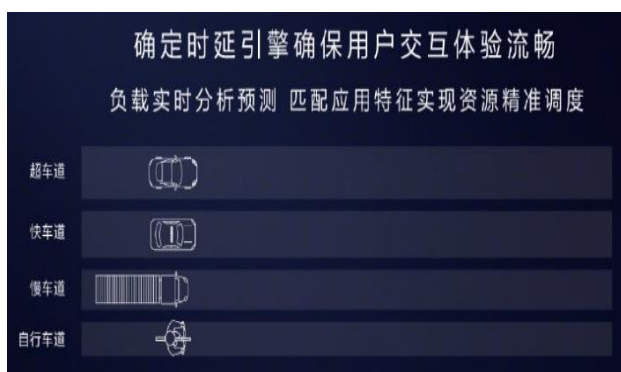 确定时延引擎确保用户交互体验流畅
负载实时分析预测 匹配应用特征实现资源精准调度
超车道
快车道
慢车道
自行车道